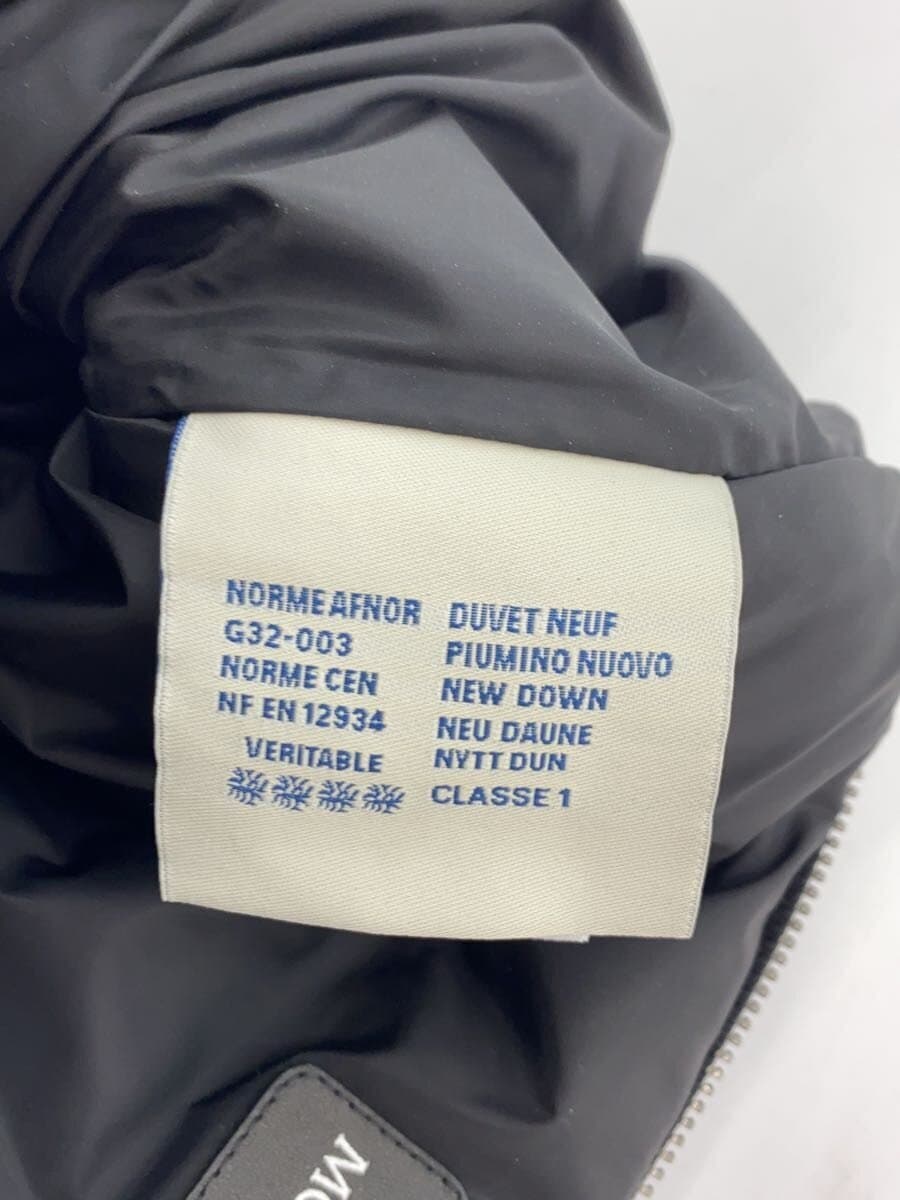 NORME AFNOR
G32-003
NORME CEN
NF EN 12934
VERITABLE
DUVET NEUF
PIUMINO NUOVO
NEW DOWN
NEU DAUNE
NYTT DUN
CLASSE 1